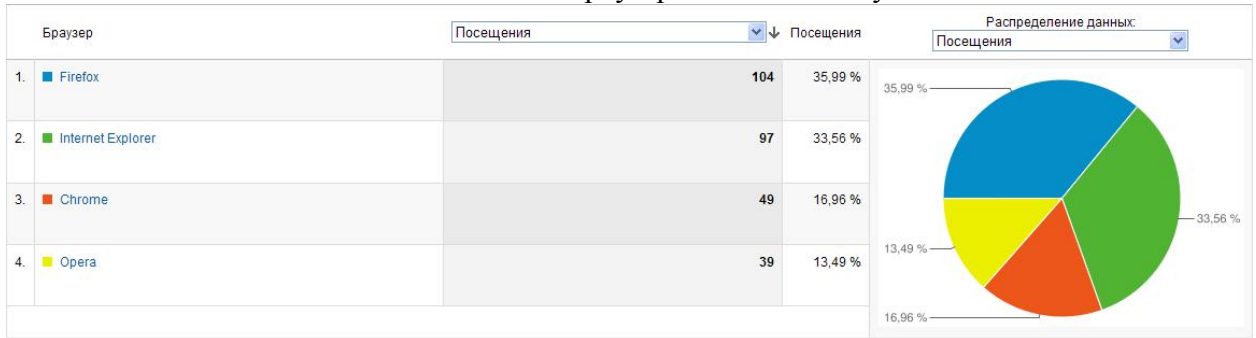 Браузер
Посещения
Посещения
Распределение данных:
Посещения
1. Firefox 104 35,99 %
2. Internet Explorer 97 33,56 %
3. Chrome 49 16,96 %
4. Opera 39 13,49 %
35,99 %
33,56 %
13,49 %
16,96 %